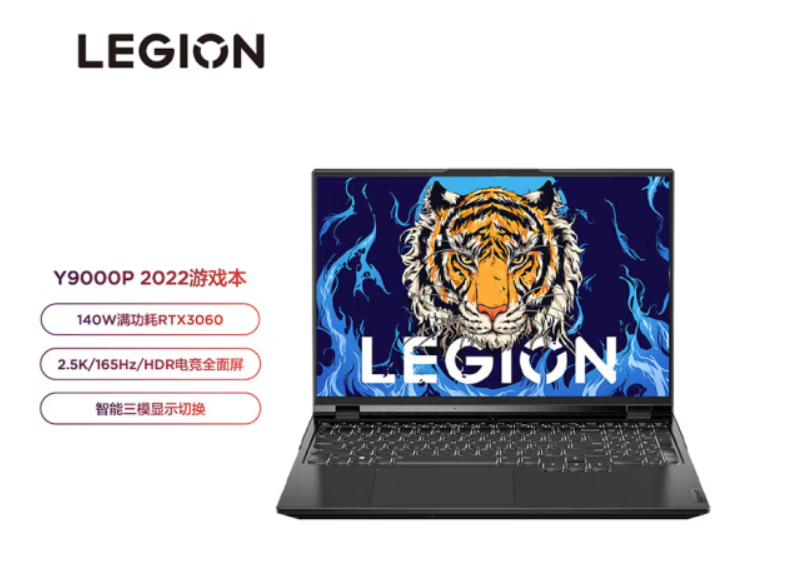 LEGION
Y9000P 2022游戏本
140W满功耗RTX3060
2.5K/165Hz/HDR电竞全面屏
智能三模显示切换
LEGION